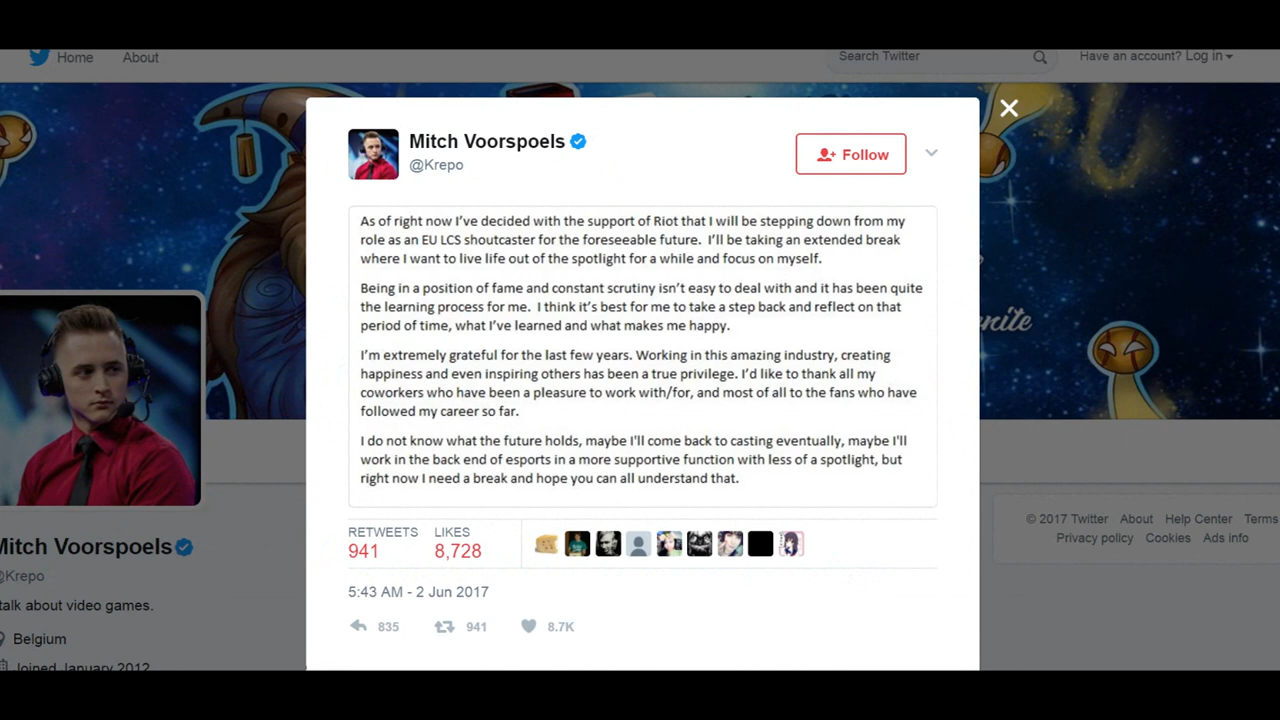 Home About Search Twitter Have an account? Log in
Mitch Voorspoels
@Krepo
Follow
As of right now I've decided with the support of Riot that I will be stepping down from my
role as an EU LCS shoutcaster for the foreseeable future.  I'll be taking an extended break
where I want to live life out of the spotlight for a while and focus on myself.
Being in a position of fame and constant scrutiny isn't easy to deal with and it has been quite
the learning process for me.  I think it's best for me to take a step back and reflect on that
period of time, what I've learned and what makes me happy.
I'm extremely grateful for the last few years. Working in this amazing industry, creating
happiness and even inspiring others has been a true privilege. I'd like to thank all my
coworkers who have been a pleasure to work with/for, and most of all to the fans who have
followed my career so far.
I do not know what the future holds, maybe I'll come back to casting eventually, maybe I'll
work in the back end of esports in a more supportive function with less of a spotlight, but
right now I need a break and hope you can all understand that.
RETWEETS LIKES
941 8,728
5:43 AM - 2 Jun 2017
835 941 8.7K
Mitch Voorspoels
@Krepo
talk about video games.
Belgium
Joined January 2012
© 2017 Twitter About Help Center Terms
Privacy policy Cookies Ads info